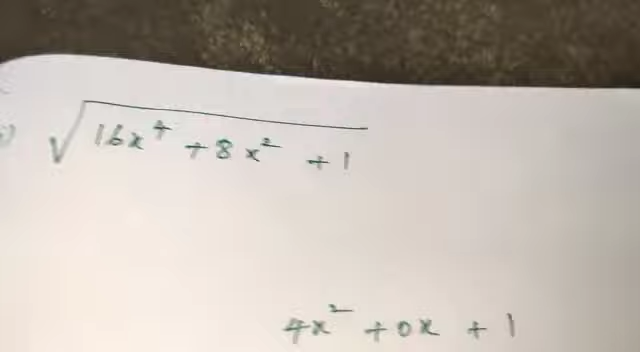 √16x⁴ + 8x² + 1
4x² + 0x + 1